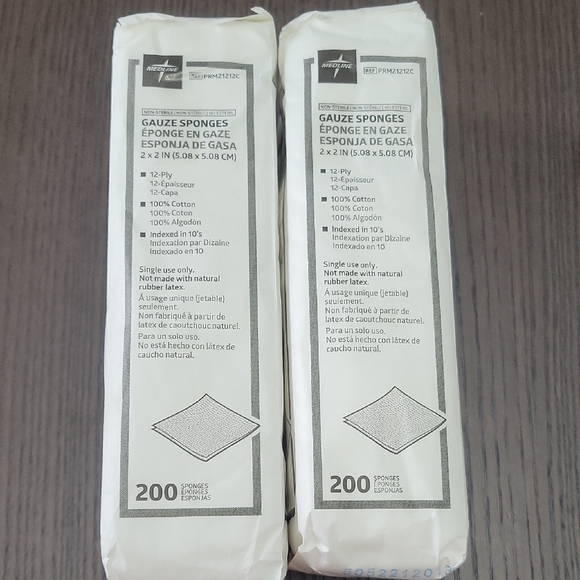 MEDLINE
REF PRM21212C
NON-STERILE | NON STÉRILE | NO ESTÉRIL
GAUZE SPONGES
ÉPONGE EN GAZE
ESPONJA DE GASA
2 x 2 IN (5.08 x 5.08 CM)
12-Ply
12-Épaisseur
12-Capa
100% Cotton
100% Coton
100% Algodón
Indexed in 10's
Indexation par Dizaine
Indexado en 10
Single use only.
Not made with natural
rubber latex.
À usage unique (jetable)
seulement.
Non fabriqué à partir de
latex de caoutchouc naturel.
Para un solo uso.
No está hecho con látex de
caucho natural.
200 SPONGES
ÉPONGES
ESPONJAS
MEDLINE
REF PRM21212C
NON-STERILE | NON STÉRILE | NO ESTÉRIL
GAUZE SPONGES
ÉPONGE EN GAZE
ESPONJA DE GASA
2 x 2 IN (5.08 x 5.08 CM)
12-Ply
12-Épaisseur
12-Capa
100% Cotton
100% Coton
100% Algodón
Indexed in 10's
Indexation par Dizaine
Indexado en 10
Single use only.
Not made with natural
rubber latex.
À usage unique (jetable)
seulement.
Non fabriqué à partir de
latex de caoutchouc naturel.
Para un solo uso.
No está hecho con látex de
caucho natural.
200 SPONGES
ÉPONGES
ESPONJAS